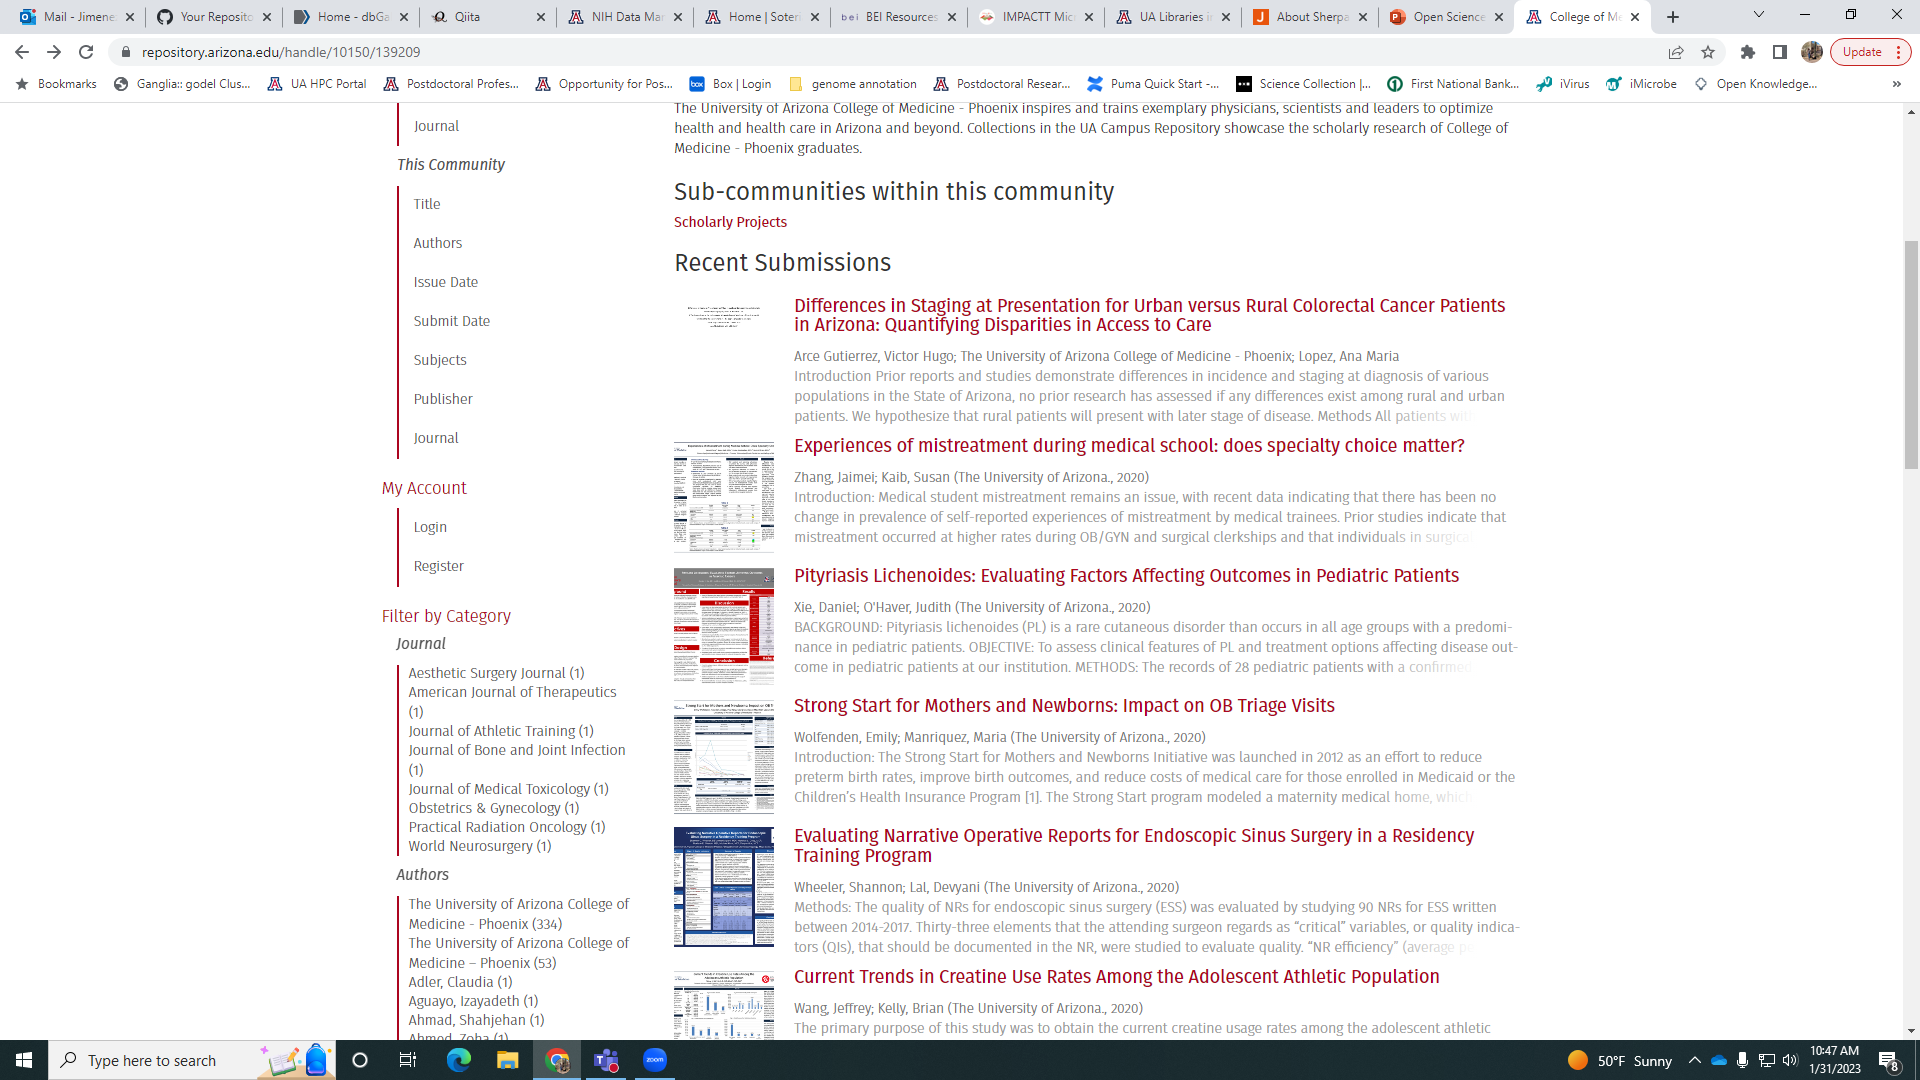 Mail - Jimene
Your Reposito
Home - dbGa
Qiita
NIH Data Man
Home | Soter
bei BEI Resources
IMPACTT Mic
UA Libraries in
About Sherpa
Open Science
College of Me
repository.arizona.edu/handle/10150/139209
Update
Bookmarks
Ganglia:: godel Clus...
UA HPC Portal
Postdoctoral Profes...
Opportunity for Pos...
box
Box | Login
genome annotation
Postdoctoral Resear...
Puma Quick Start -...
Science Collection |...
First National Bank...
iVirus
iMicrobe
Open Knowledge...
»
Journal
This Community
Title
Authors
Issue Date
Submit Date
Subjects
Publisher
Journal
My Account
Login
Register
Filter by Category
Journal
Aesthetic Surgery Journal (1)
American Journal of Therapeutics
(1)
Journal of Athletic Training (1)
Journal of Bone and Joint Infection
(1)
Journal of Medical Toxicology (1)
Obstetrics & Gynecology (1)
Practical Radiation Oncology (1)
World Neurosurgery (1)
Authors
The University of Arizona College of
Medicine - Phoenix (334)
The University of Arizona College of
Medicine – Phoenix (53)
Adler, Claudia (1)
Aguayo, Izayadeth (1)
Ahmad, Shahjehan (1)
Ahmad, Zoha (1)
The University of Arizona College of Medicine - Phoenix inspires and trains exemplary physicians, scientists and leaders to optimize
health and health care in Arizona and beyond. Collections in the UA Campus Repository showcase the scholarly research of College of
Medicine - Phoenix graduates.
Sub-communities within this community
Scholarly Projects
Recent Submissions
Differences in Staging at Presentation for Urban versus Rural Colorectal Cancer Patients
in Arizona: Quantifying Disparities in Access to Care
Arce Gutierrez, Victor Hugo; The University of Arizona College of Medicine - Phoenix; Lopez, Ana Maria
Introduction Prior reports and studies demonstrate differences in incidence and staging at diagnosis of various
populations in the State of Arizona, no prior research has assessed if any differences exist among rural and urban
patients. We hypothesize that rural patients will present with later stage of disease. Methods All patients wi
Experiences of mistreatment during medical school: does specialty choice matter?
Zhang, Jaimei; Kaib, Susan (The University of Arizona., 2020)
Introduction: Medical student mistreatment remains an issue, with recent data indicating that there has been no
change in prevalence of self-reported experiences of mistreatment by medical trainees. Prior studies indicate that
mistreatment occurred at higher rates during OB/GYN and surgical clerkships and that individuals in surgical
Pityriasis Lichenoides: Evaluating Factors Affecting Outcomes in Pediatric Patients
Xie, Daniel; O'Haver, Judith (The University of Arizona., 2020)
BACKGROUND: Pityriasis lichenoides (PL) is a rare cutaneous disorder than occurs in all age groups with a predomi-
nance in pediatric patients. OBJECTIVE: To assess clinical features of PL and treatment options affecting disease out-
come in pediatric patients at our institution. METHODS: The records of 28 pediatric patients with a confirmed
Strong Start for Mothers and Newborns: Impact on OB Triage Visits
Wolfenden, Emily; Manriquez, Maria (The University of Arizona., 2020)
Introduction: The Strong Start for Mothers and Newborns Initiative was launched in 2012 as an effort to reduce
preterm birth rates, improve birth outcomes, and reduce costs of medical care for those enrolled in Medicaid or the
Children's Health Insurance Program [1]. The Strong Start program modeled a maternity medical home, which
Evaluating Narrative Operative Reports for Endoscopic Sinus Surgery in a Residency
Training Program
Wheeler, Shannon; Lal, Devyani (The University of Arizona., 2020)
Methods: The quality of NRs for endoscopic sinus surgery (ESS) was evaluated by studying 90 NRs for ESS written
between 2014-2017. Thirty-three elements that the attending surgeon regards as “critical” variables, or quality indica-
tors (QIs), that should be documented in the NR, were studied to evaluate quality. “NR efficiency” (average p
Current Trends in Creatine Use Rates Among the Adolescent Athletic Population
Wang, Jeffrey; Kelly, Brian (The University of Arizona., 2020)
The primary purpose of this study was to obtain the current creatine usage rates among the adolescent athletic
Type here to search
zoom
50°F Sunny
10:47 AM
1/31/2023
8